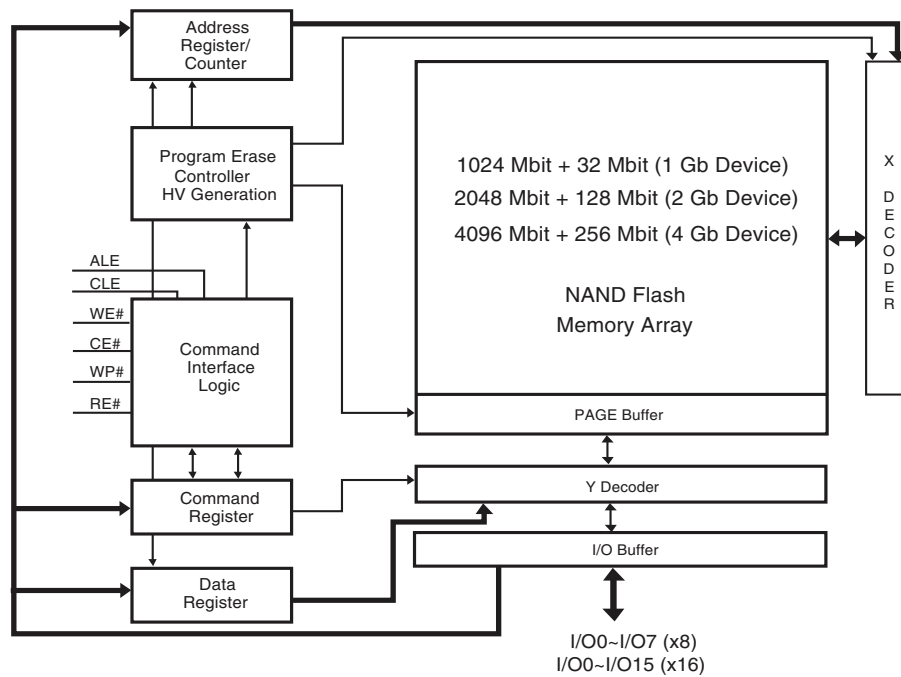 Address
Register/
Counter
Program Erase
Controller
HV Generation
ALE
CLE
WE#
CE#
WP#
RE#
Command
Interface
Logic
Command
Register
Data
Register
1024 Mbit + 32 Mbit (1 Gb Device)
2048 Mbit + 128 Mbit (2 Gb Device)
4096 Mbit + 256 Mbit (4 Gb Device)
NAND Flash
Memory Array
PAGE Buffer
Y Decoder
I/O Buffer
I/O0~I/O7 (x8)
I/O0~I/O15 (x16)
X
DECODER